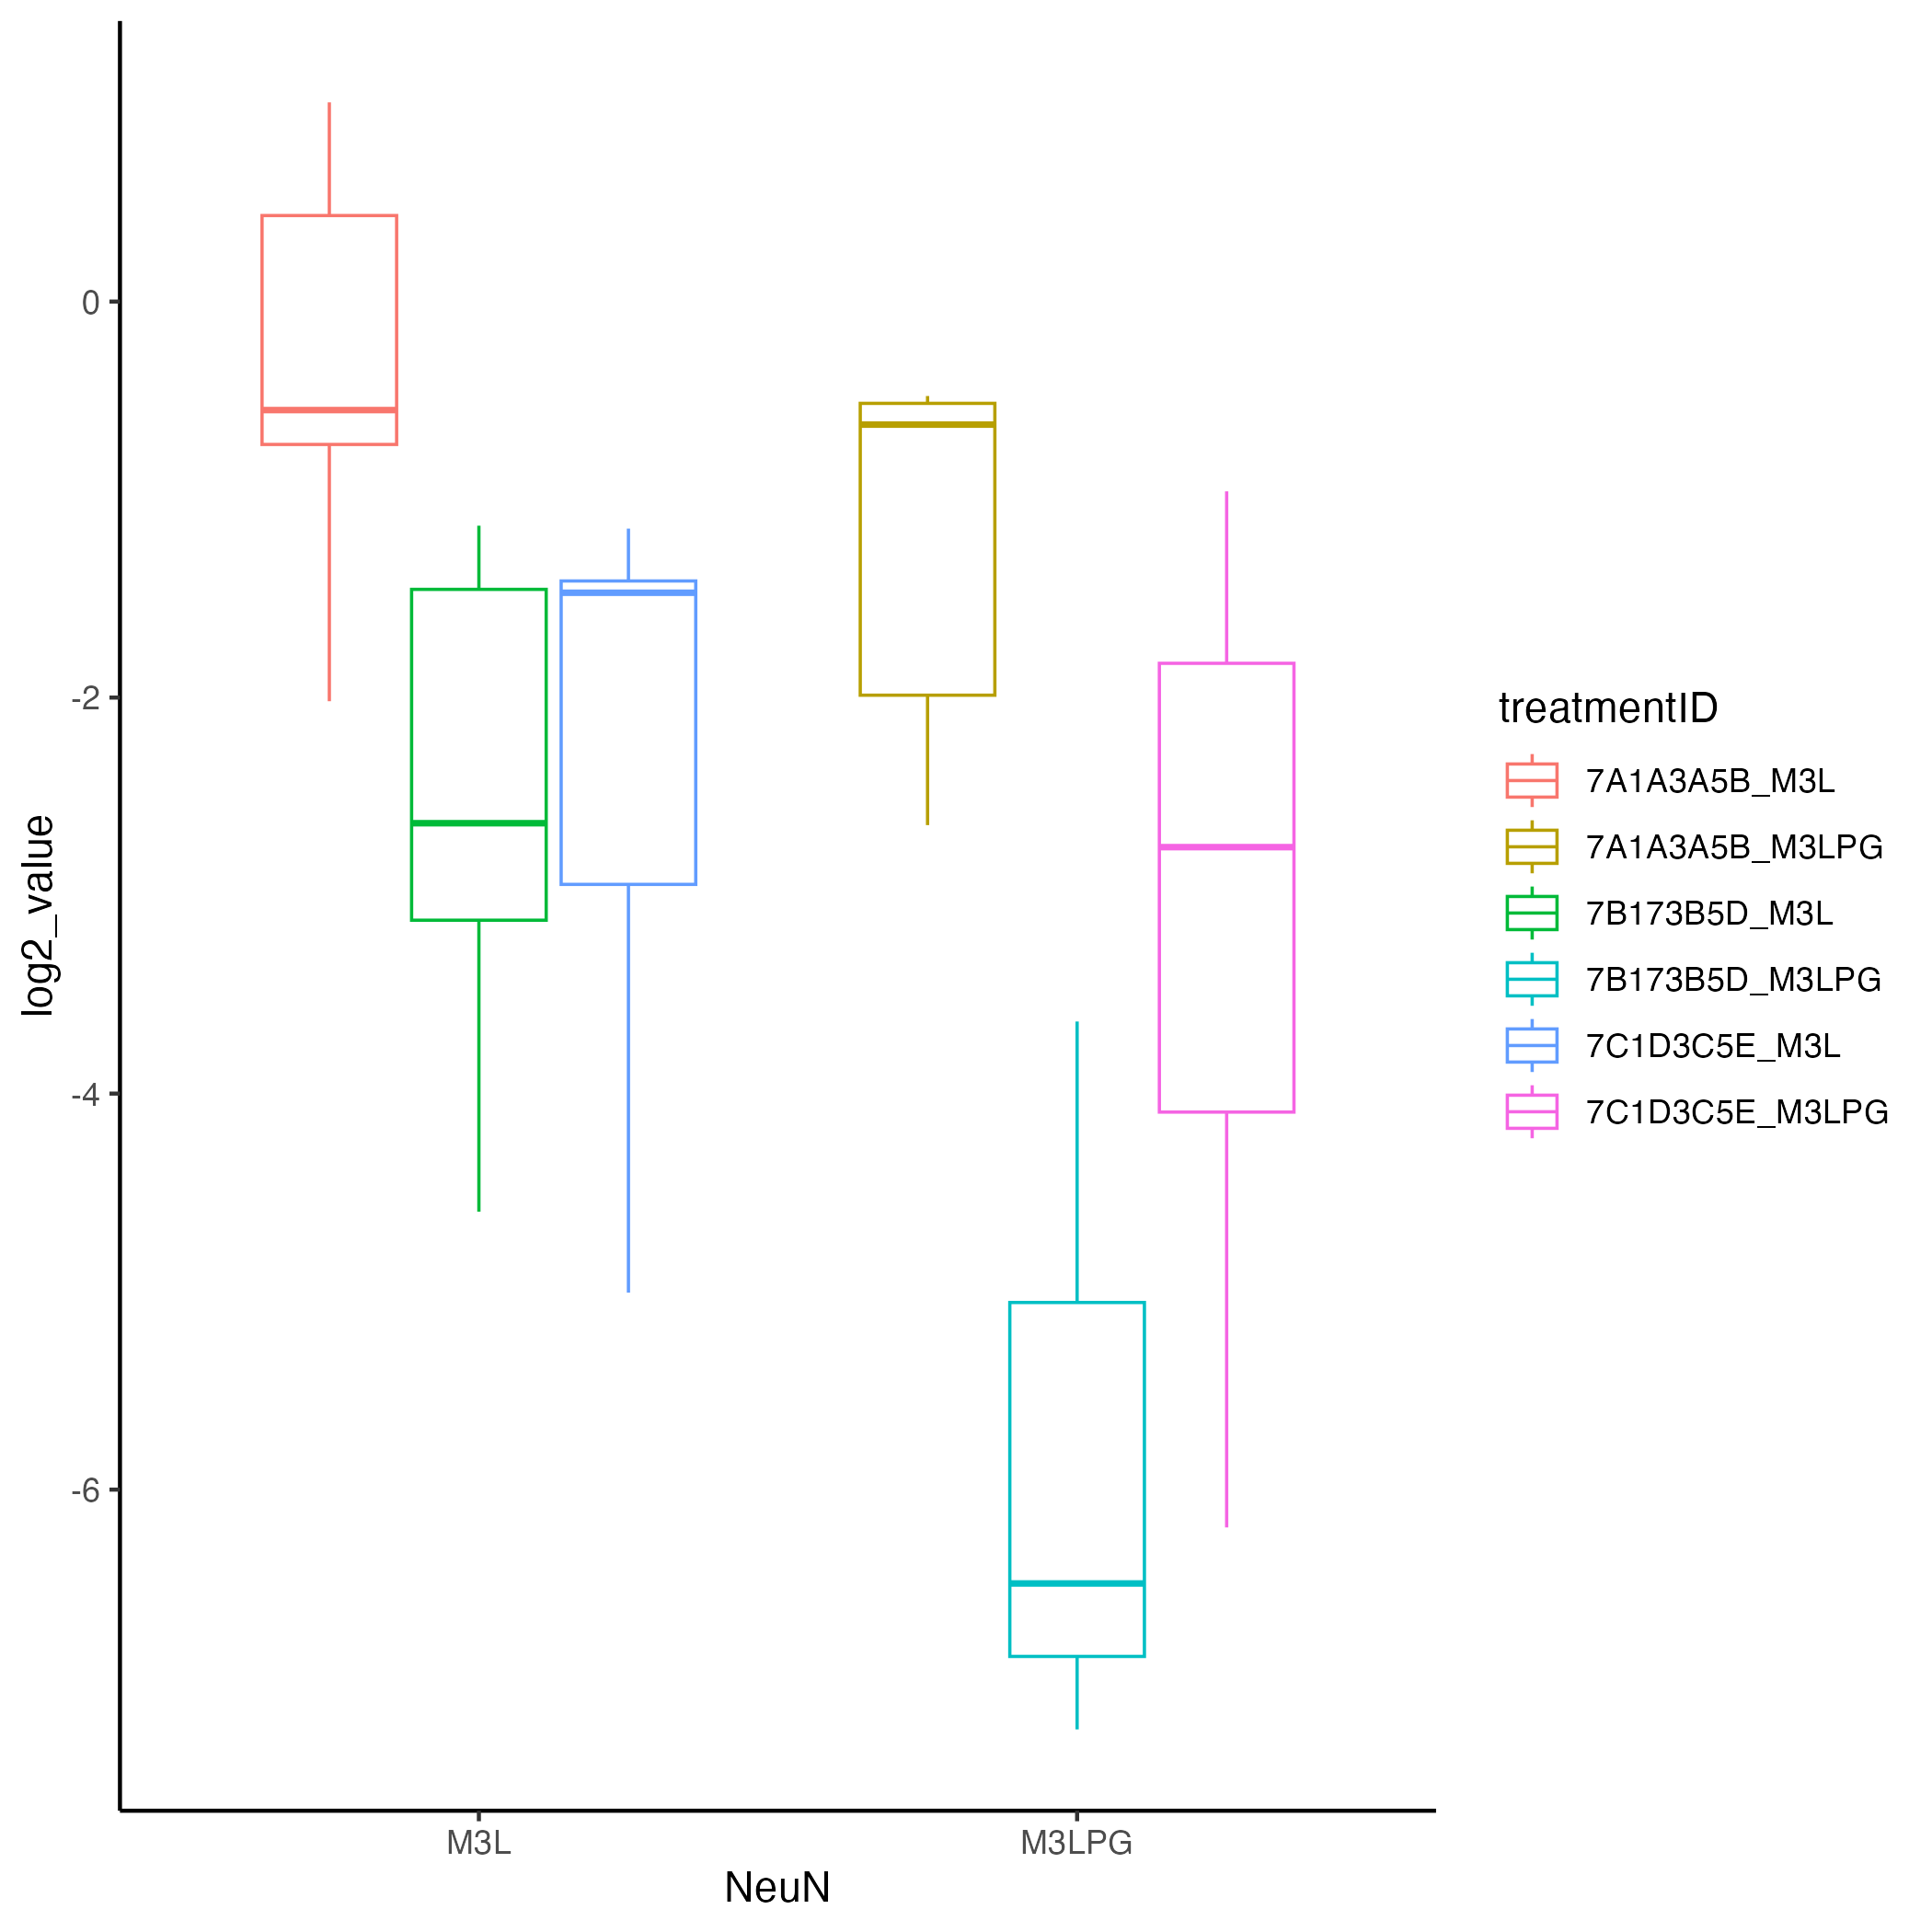 log2_value
0
-2
-4
-6
M3L
M3LPG
NeuN
treatmentID
7A1A3A5B_M3L
7A1A3A5B_M3LPG
7B173B5D_M3L
7B173B5D_M3LPG
7C1D3C5E_M3L
7C1D3C5E_M3LPG